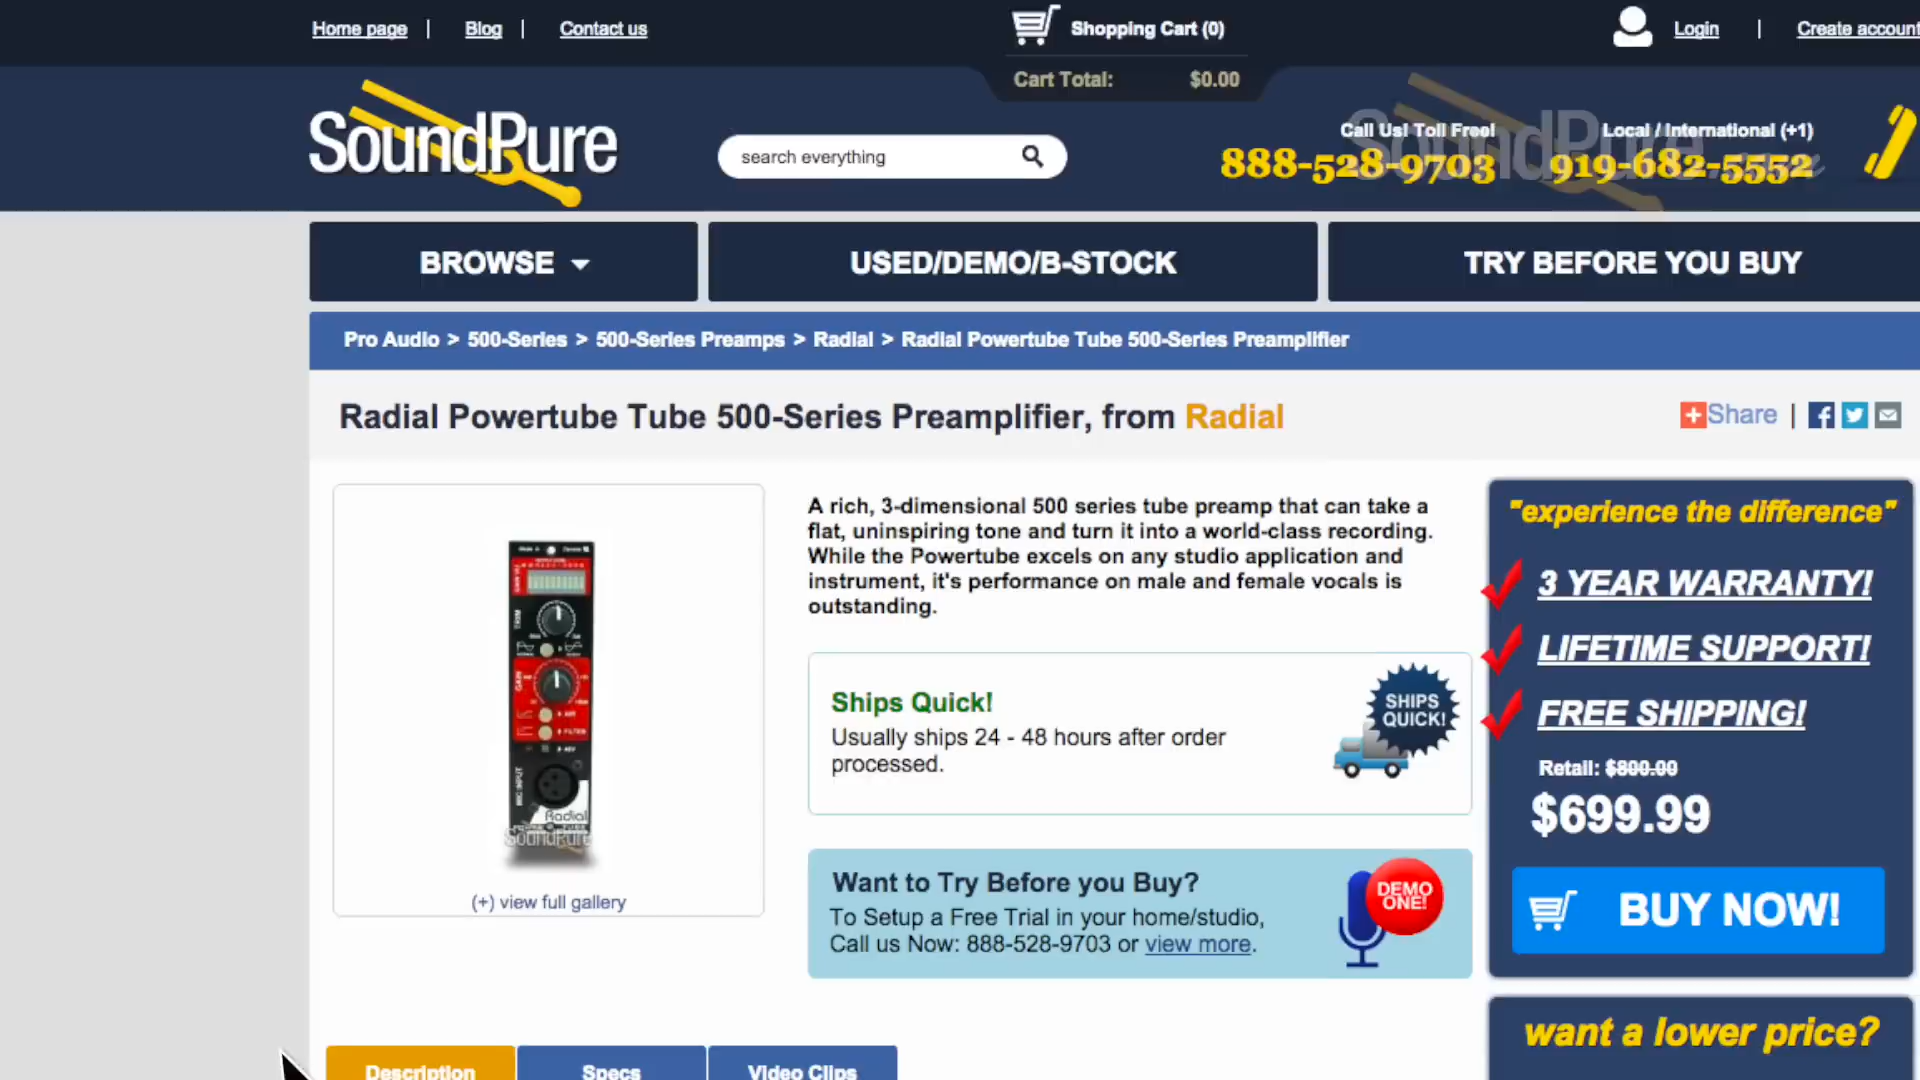 Home page | Blog | Contact us
Shopping Cart (0)
Login | Create account
Cart Total: $0.00
SoundPure
search everything
Call Us! Toll Free!
888-528-9703
Local / International (+1)
919-682-5552
SoundPure
BROWSE
USED/DEMO/B-STOCK
TRY BEFORE YOU BUY
Pro Audio > 500-Series > 500-Series Preamps > Radial > Radial Powertube Tube 500-Series Preamplifier
Radial Powertube Tube 500-Series Preamplifier, from Radial
Share |
A rich, 3-dimensional 500 series tube preamp that can take a
flat, uninspiring tone and turn it into a world-class recording.
While the Powertube excels on any studio application and
instrument, it's performance on male and female vocals is
outstanding.
TRIM
GAIN
FILTER
MIC INPUT
Radial
SoundPure
(+) view full gallery
Ships Quick!
Usually ships 24 - 48 hours after order
processed.
SHIPS
QUICK!
Want to Try Before you Buy?
To Setup a Free Trial in your home/studio,
Call us Now: 888-528-9703 or view more.
DEMO
ONE!
"experience the difference"
3 YEAR WARRANTY!
LIFETIME SUPPORT!
FREE SHIPPING!
Retail: $800.00
$699.99
BUY NOW!
want a lower price?
Description
Specs
Video Clips